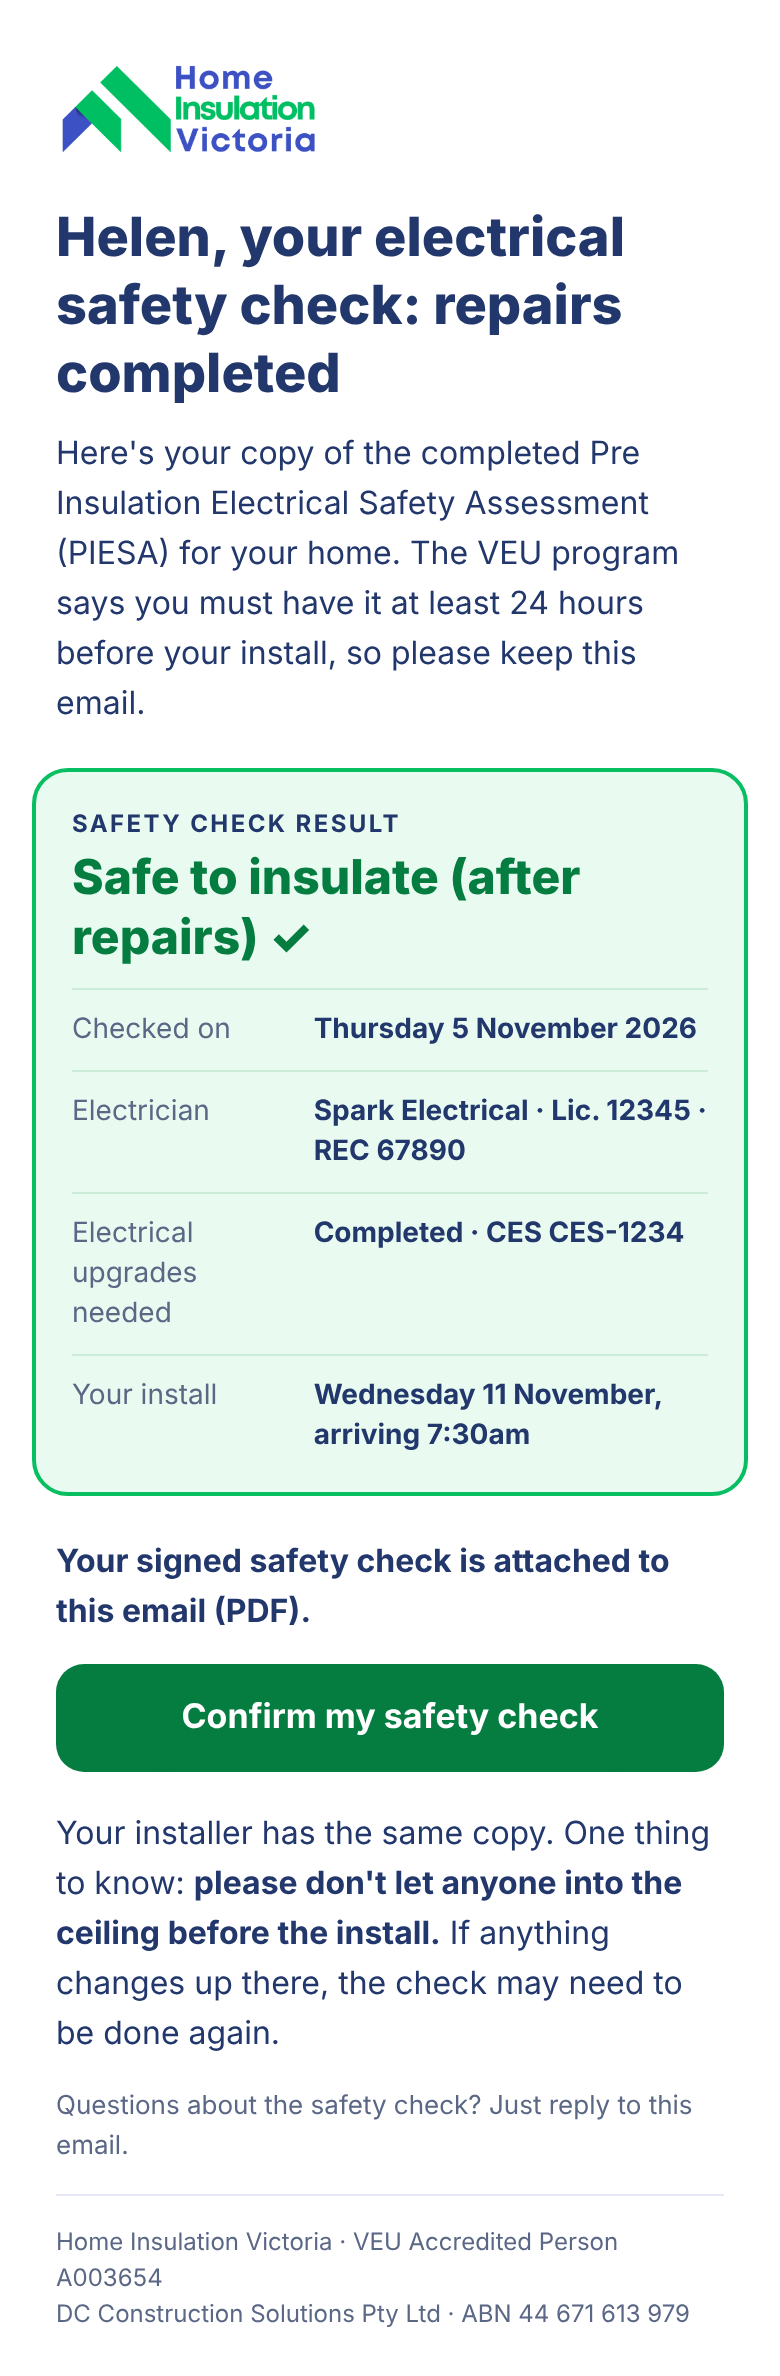 Home
Insulation
Victoria
Helen, your electrical
safety check: repairs
completed
Here's your copy of the completed Pre
Insulation Electrical Safety Assessment
(PIESA) for your home. The VEU program
says you must have it at least 24 hours
before your install, so please keep this
email.
SAFETY CHECK RESULT
Safe to insulate (after
repairs) ✓
Checked on Thursday 5 November 2026
Electrician Spark Electrical · Lic. 12345 ·
REC 67890
Electrical Completed · CES CES-1234
upgrades
needed
Your install Wednesday 11 November,
arriving 7:30am
Your signed safety check is attached to
this email (PDF).
Confirm my safety check
Your installer has the same copy. One thing
to know: please don't let anyone into the
ceiling before the install. If anything
changes up there, the check may need to
be done again.
Questions about the safety check? Just reply to this
email.
Home Insulation Victoria · VEU Accredited Person
A003654
DC Construction Solutions Pty Ltd · ABN 44 671 613 979